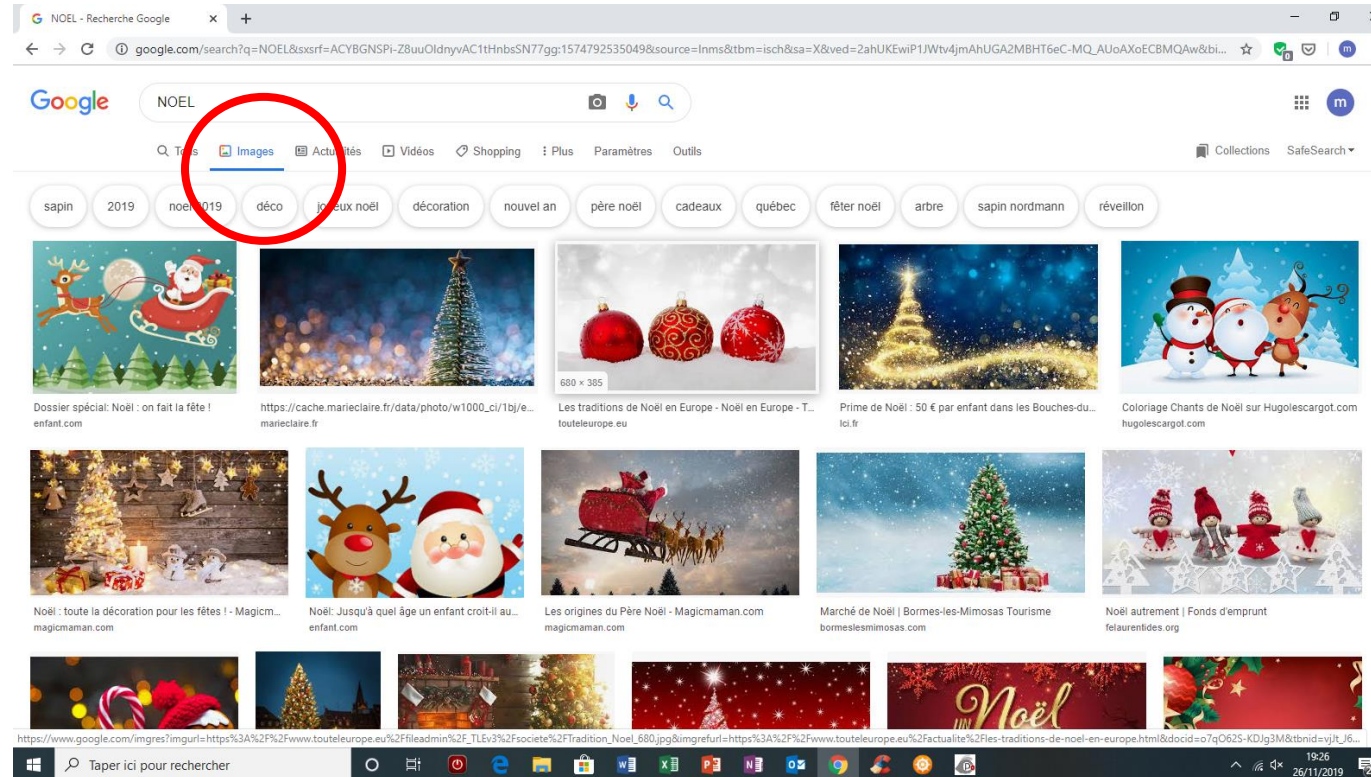 NOEL - Recherche Google
google.com/search?q=NOEL&sxsrf=ACYBGNSPi-Z8uuOIdnyvAC1tHnbsSN77gg:1574792535049&source=lnms&tbm=isch&sa=X&ved=2ahUKEwiP1JWtv4jmAhUGA2MBHT6eC-MQ_AUoAXoECBMQAw&bi...
Google NOEL m
Tous Images Actualités Vidéos Shopping Plus Paramètres Outils Collections SafeSearch
sapin 2019 noel 2019 déco joyeux noël décoration nouvel an père noël cadeaux québec fêter noël arbre sapin nordmann réveillon
680 × 385
Dossier spécial: Noël : on fait la fête ! https://cache.marieclaire.fr/data/photo/w1000_ci/1bj/e... Les traditions de Noël en Europe - Noël en Europe - T... Prime de Noël : 50 € par enfant dans les Bouches-du... Coloriage Chants de Noël sur Hugolescargot.com
enfant.com marieclaire.fr touteleurope.eu lci.fr hugolescargot.com
Noël : toute la décoration pour les fêtes ! - Magicm... Noël: Jusqu'à quel âge un enfant croit-il au... Les origines du Père Noël - Magicmaman.com Marché de Noël | Bormes-les-Mimosas Tourisme Noël autrement | Fonds d'emprunt
magicmaman.com enfant.com magicmaman.com bormeslesmimosas.com felaurentides.org
UN Noël
https://www.google.com/imgres?imgurl=https%3A%2F%2Fwww.touteleurope.eu%2Ffileadmin%2F_TLEv3%2Fsociete%2FTradition_Noel_680.jpg&imgrefurl=https%3A%2F%2Fwww.touteleurope.eu%2Factualite%2Fles-traditions-de-noel-en-europe.html&docid=o7qO62S-KDJg3M&tbnid=vjJt_J6...
Taper ici pour rechercher
19:26
26/11/2019